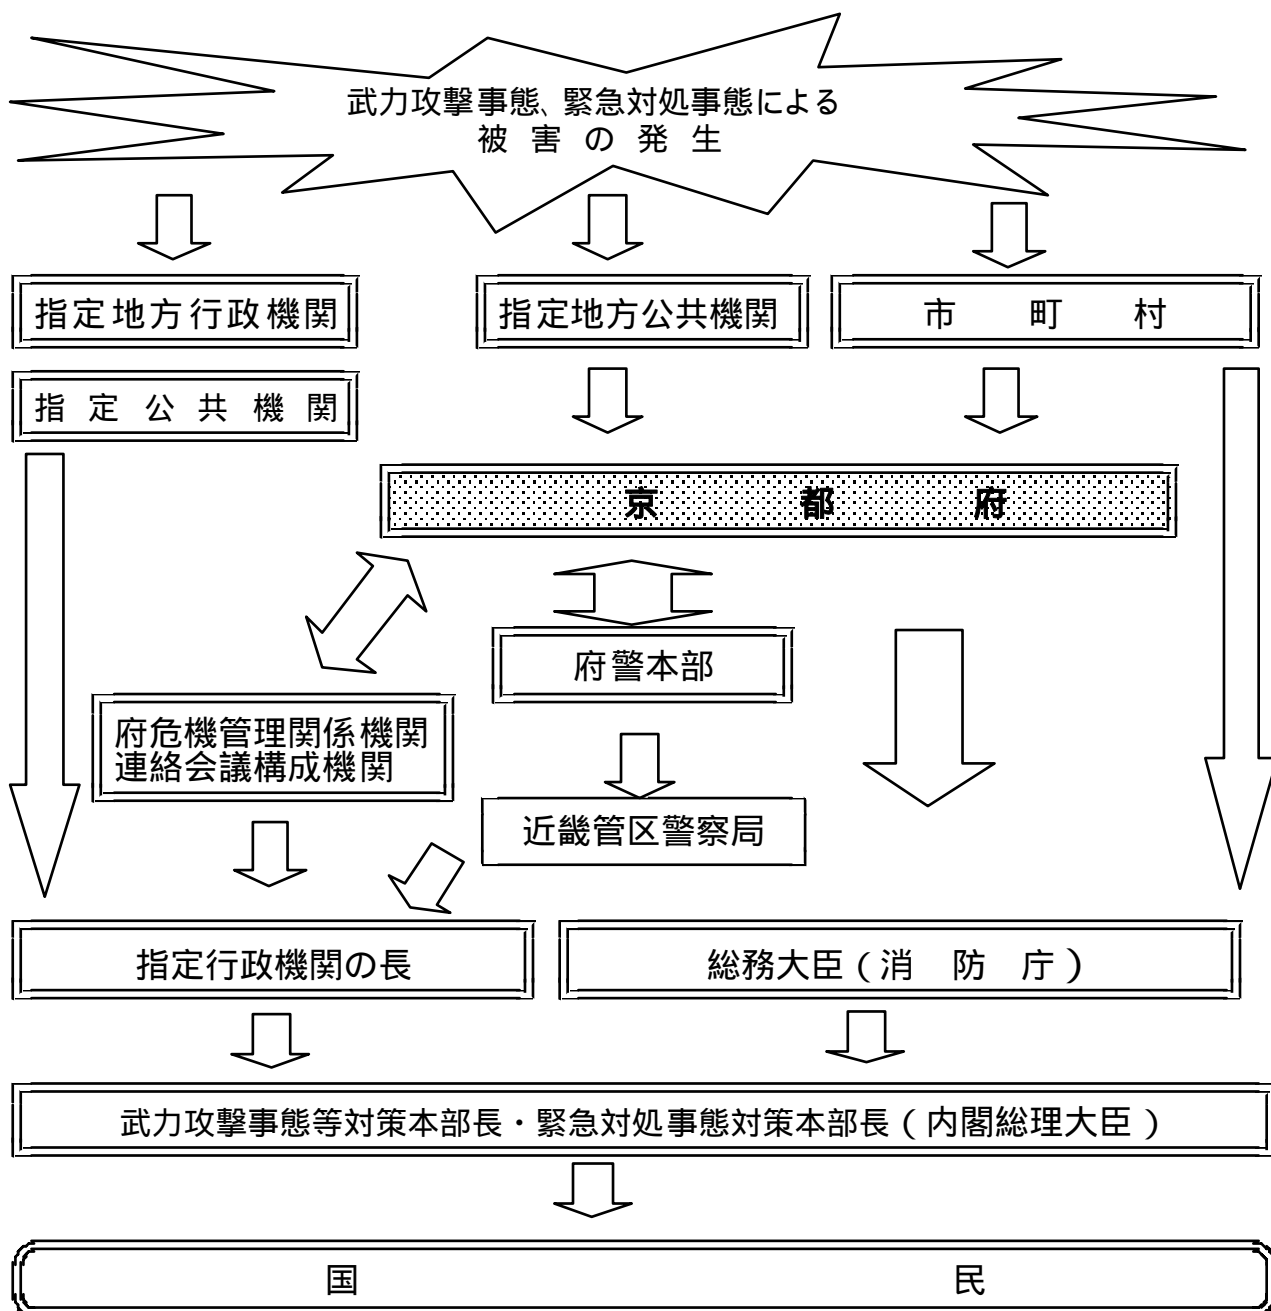 武力攻撃事態、緊急対処事態による
被害の発生
指定地方行政機関
指定地方公共機関
市町村
指定公共機関
京都府
府警本部
府危機管理関係機関
連絡会議構成機関
近畿管区警察局
指定行政機関の長
総務大臣(消防庁)
武力攻撃事態等対策本部長・緊急対処事態対策本部長(内閣総理大臣)
国民